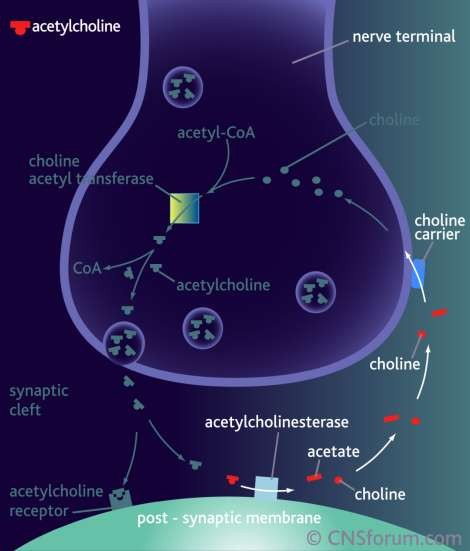 acetylcholine
nerve terminal
acetyl-CoA
choline
choline
acetyl transferase
choline
carrier
CoA
acetylcholine
choline
synaptic
cleft
acetylcholinesterase
acetate
acetylcholine
receptor
choline
post - synaptic membrane
© CNSforum.com